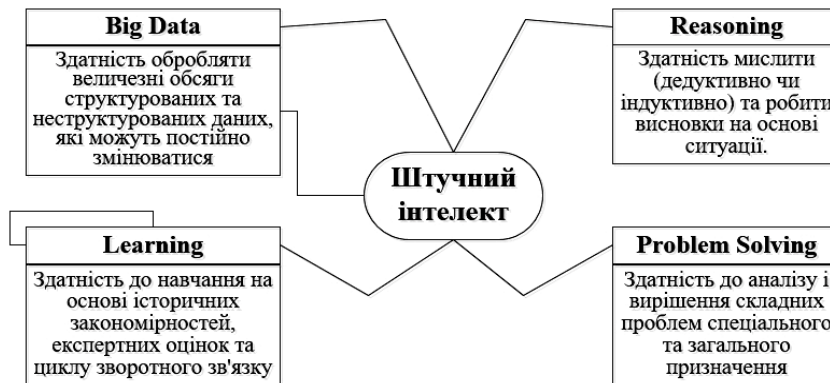 Big Data
Здатність обробляти
величезні обсяги
структурованих та
неструктурованих даних,
які можуть постійно
змінюватися
Reasoning
Здатність мислити
(дедуктивно чи
індуктивно) та робити
висновки на основі
ситуації.
Штучний
інтелект
Learning
Здатність до навчання на
основі історичних
закономірностей,
експертних оцінок та
циклу зворотного зв'язку
Problem Solving
Здатність до аналізу і
вирішення складних
проблем спеціального
та загального
призначення